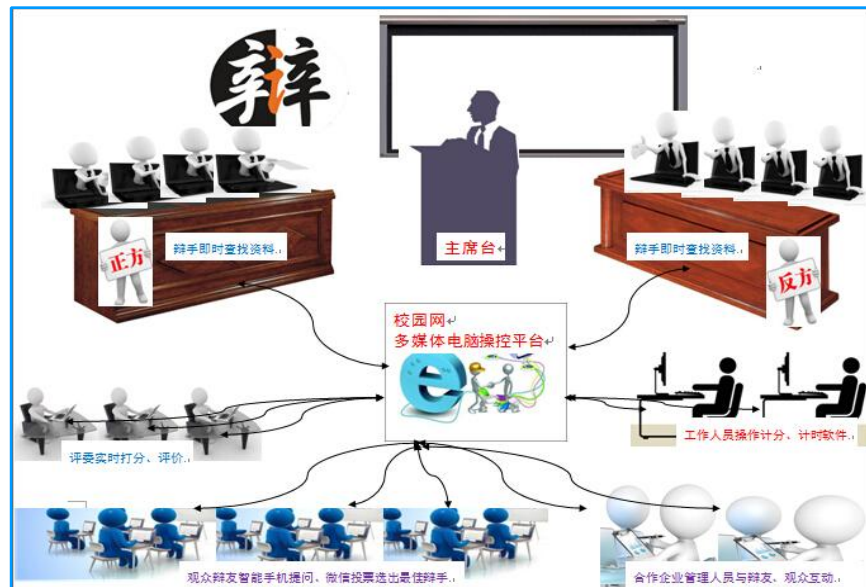 辩
主席台
辩手即时查找资料.
辩手即时查找资料.
正方
反方
校园网
多媒体电脑操控平台
评委实时打分、评价.
工作人员操作计分、计时软件.
观众辩友智能手机提问、微信投票选出最佳辩手.
合作企业管理人员与辩友、观众互动.